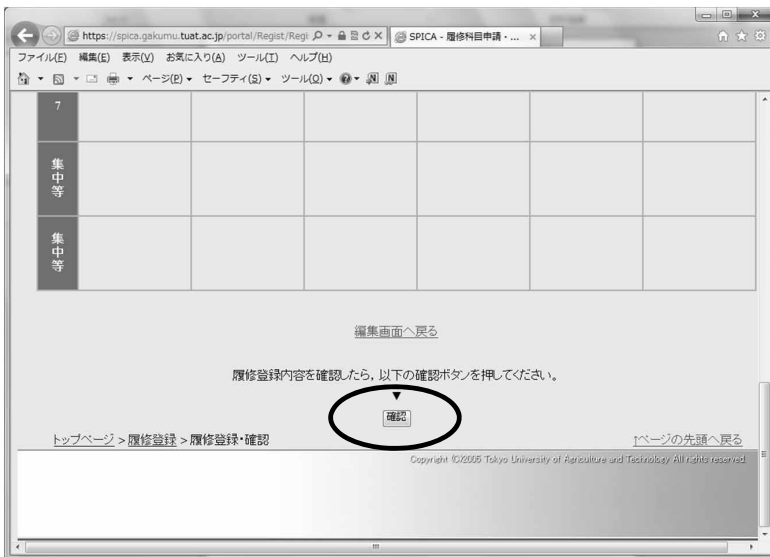 https://spica.gakumu.tuat.ac.jp/portal/Regist/Regi
SPICA - 履修科目申請・... ×
ファイル(F) 編集(E) 表示(V) お気に入り(A) ツール(T) ヘルプ(H)
ページ(P) セーフティ(S) ツール(O)
7
集中等
集中等
編集画面へ戻る
履修登録内容を確認したら、以下の確認ボタンを押してください。
▼
確認
トップページ > 履修登録 > 履修登録・確認
↑ページの先頭へ戻る
Copyright (C)2005 Tokyo University of Agriculture and Technology All rights reserved.